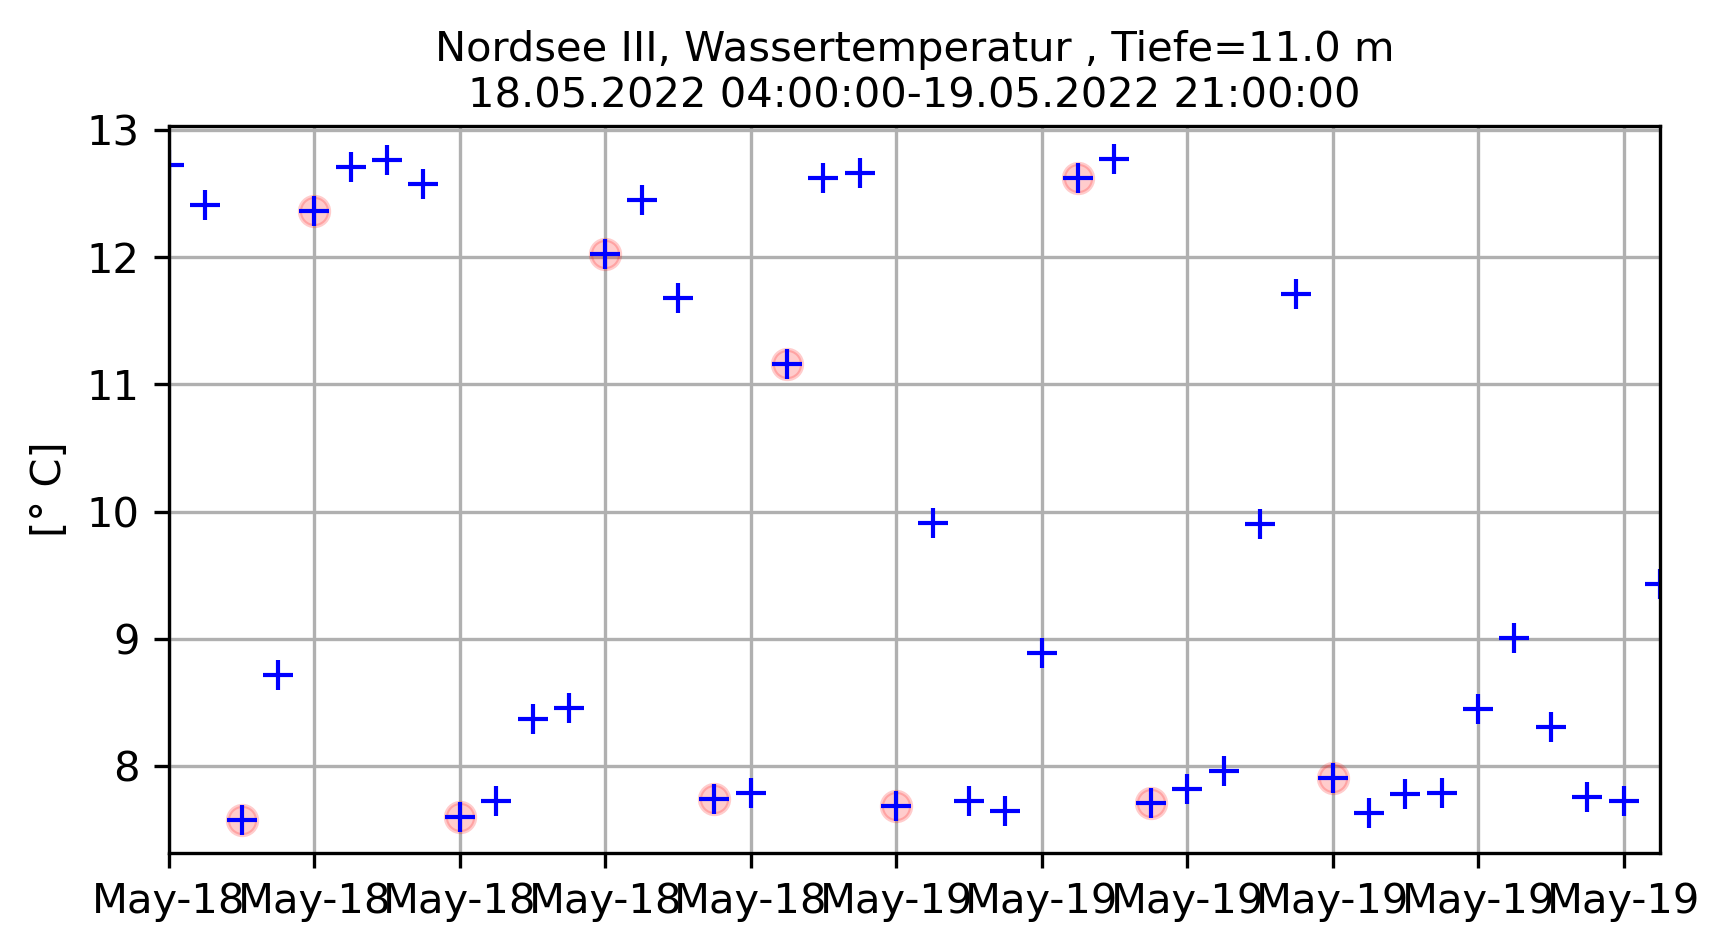 Nordsee III, Wassertemperatur , Tiefe=11.0 m
18.05.2022 04:00:00-19.05.2022 21:00:00
13
12
11
10
9
8
[° C]
May-18 May-18 May-18 May-18 May-18 May-19 May-19 May-19 May-19 May-19 May-19